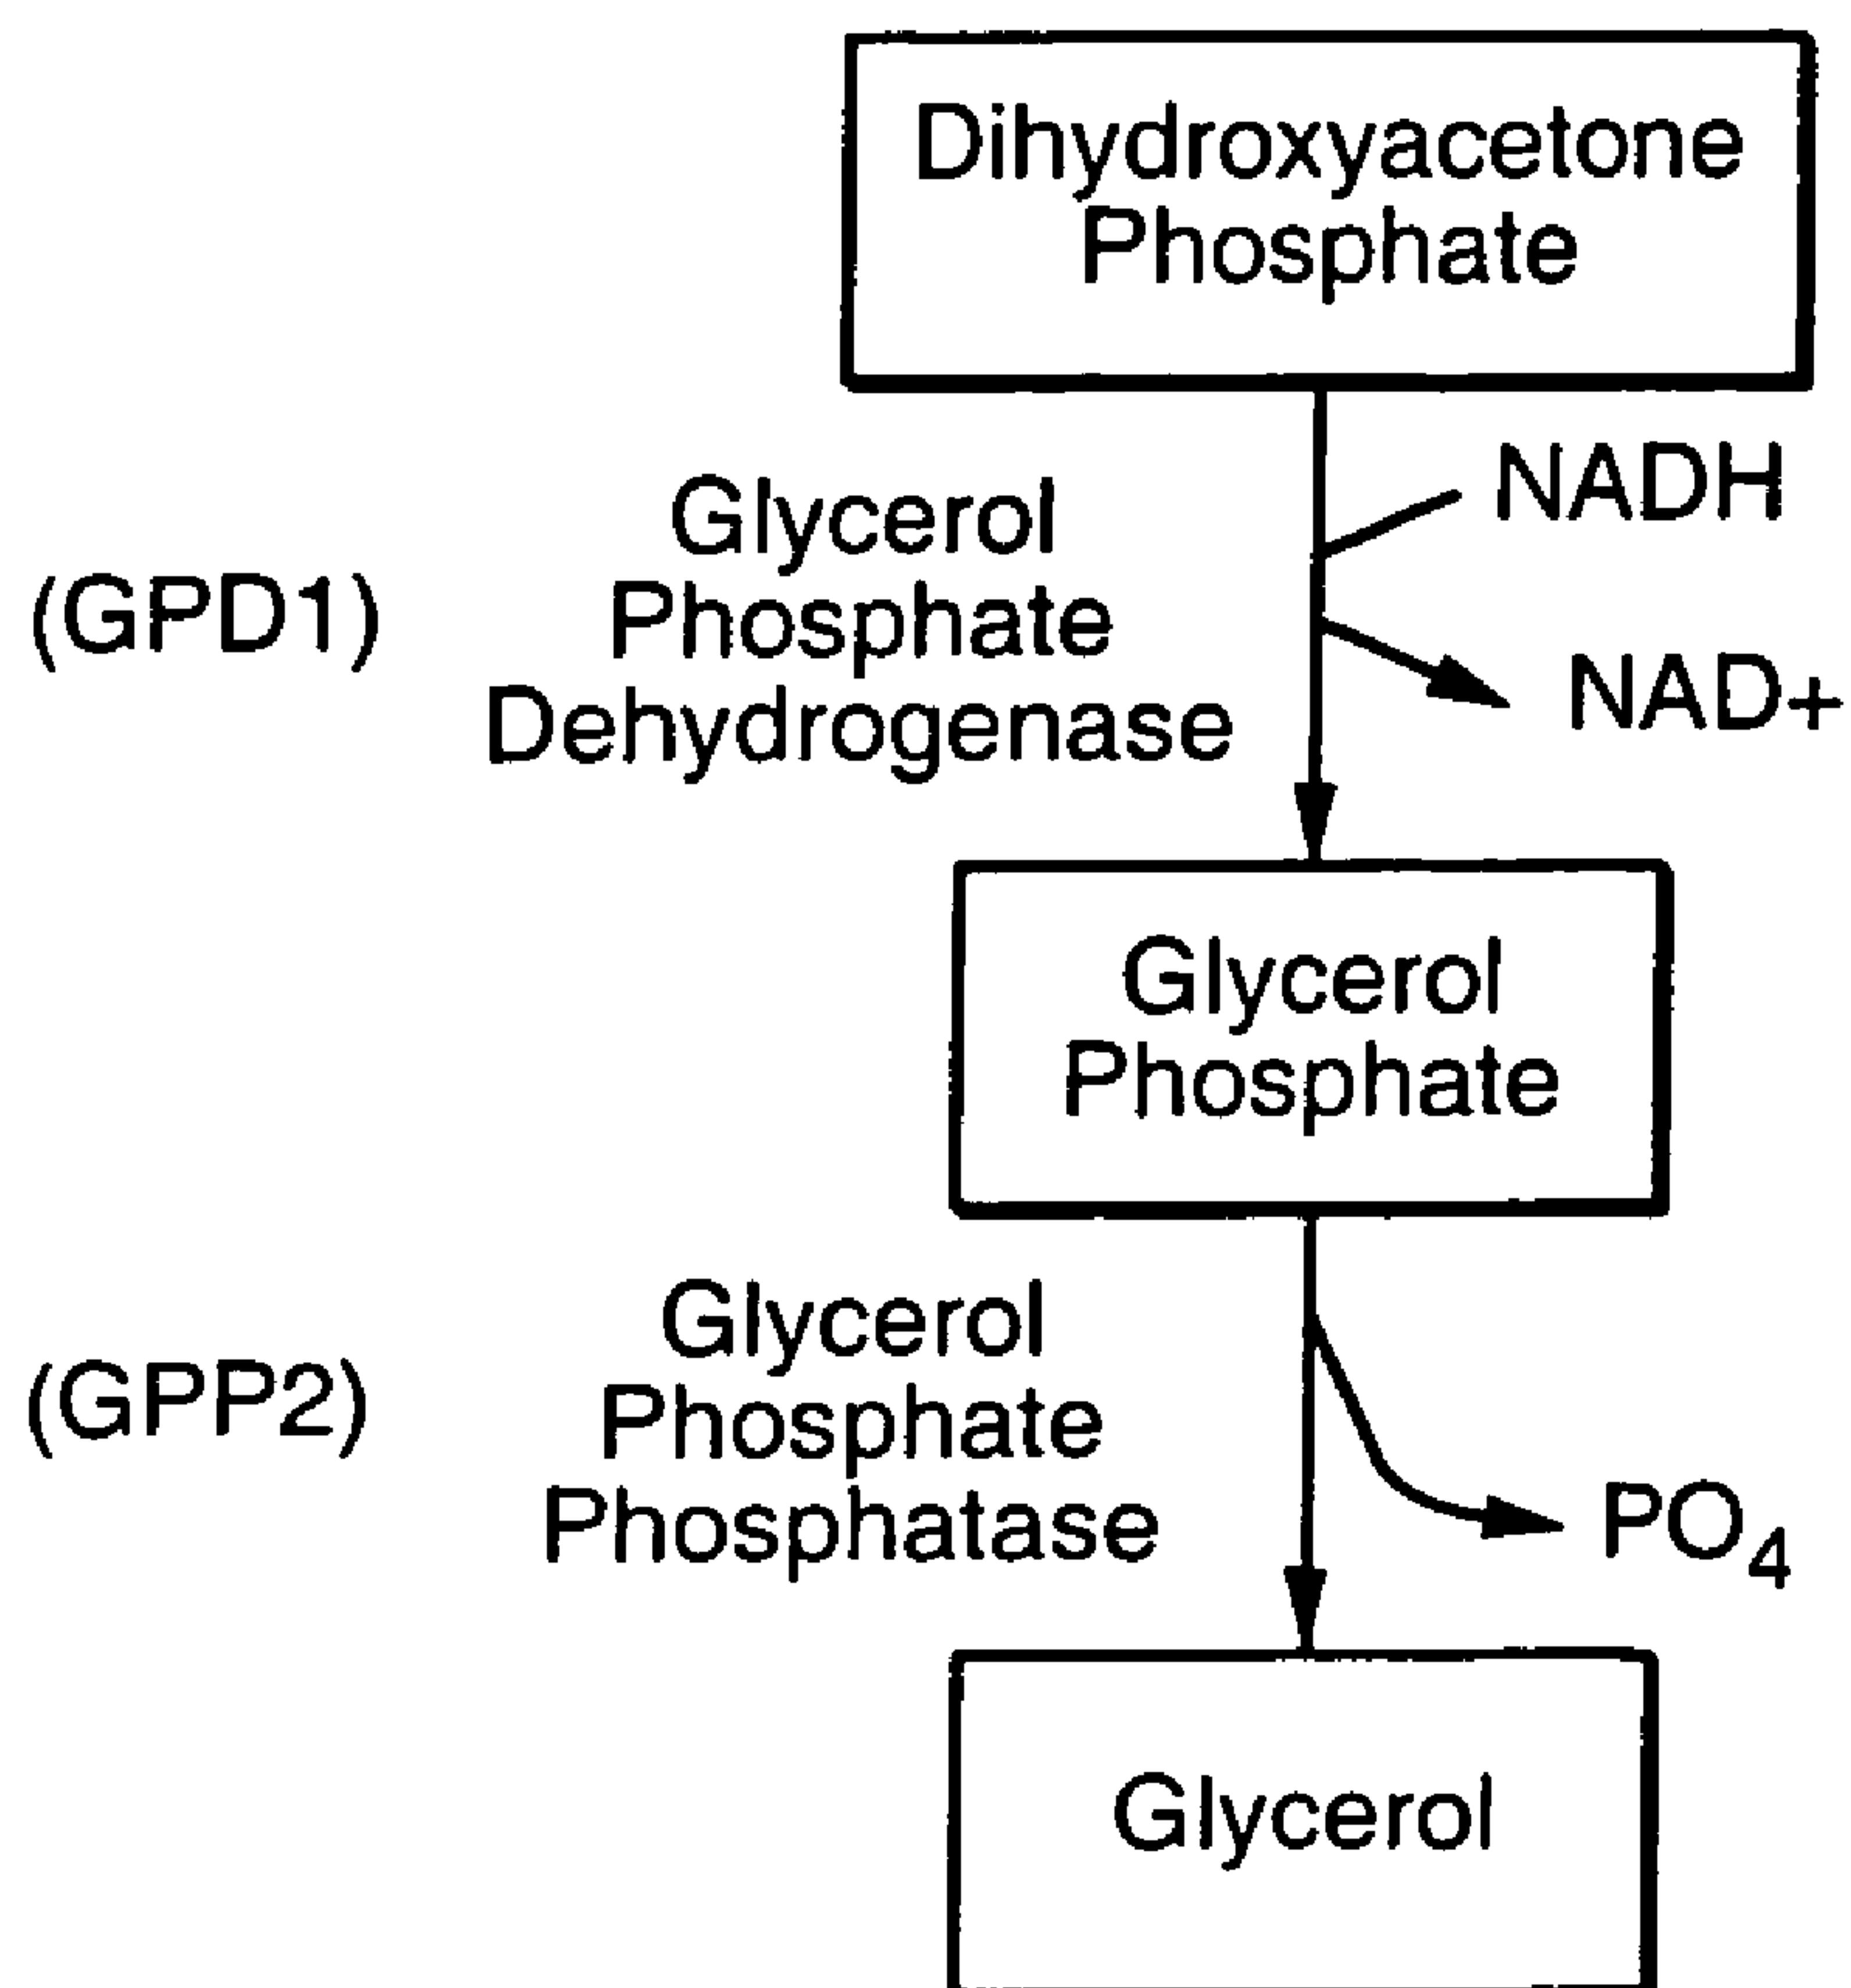 Dihydroxyacetone
Phosphate
NADH
Glycerol
(GPD1)
Phosphate
Dehydrogenase
NAD+
Glycerol
Phosphate
Glycerol
(GPP2)
Phosphate
Phosphatase
PO4
Glycerol